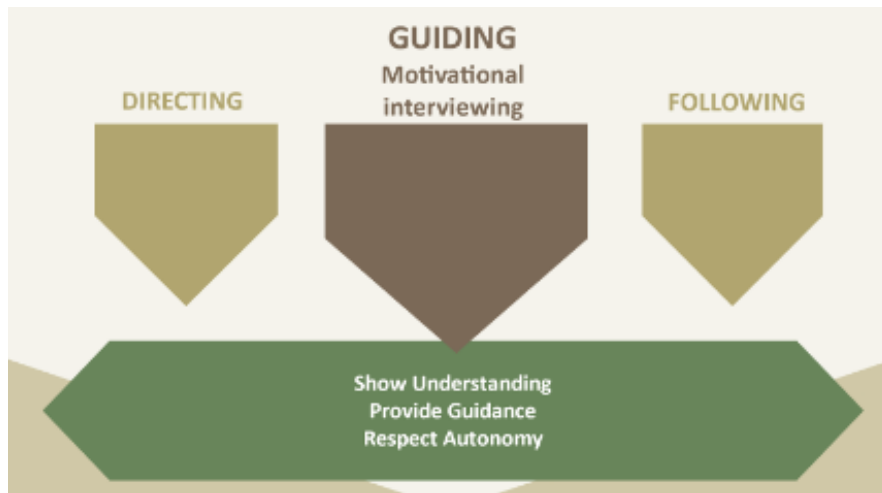 GUIDING
Motivational
interviewing
DIRECTING
FOLLOWING
Show Understanding
Provide Guidance
Respect Autonomy